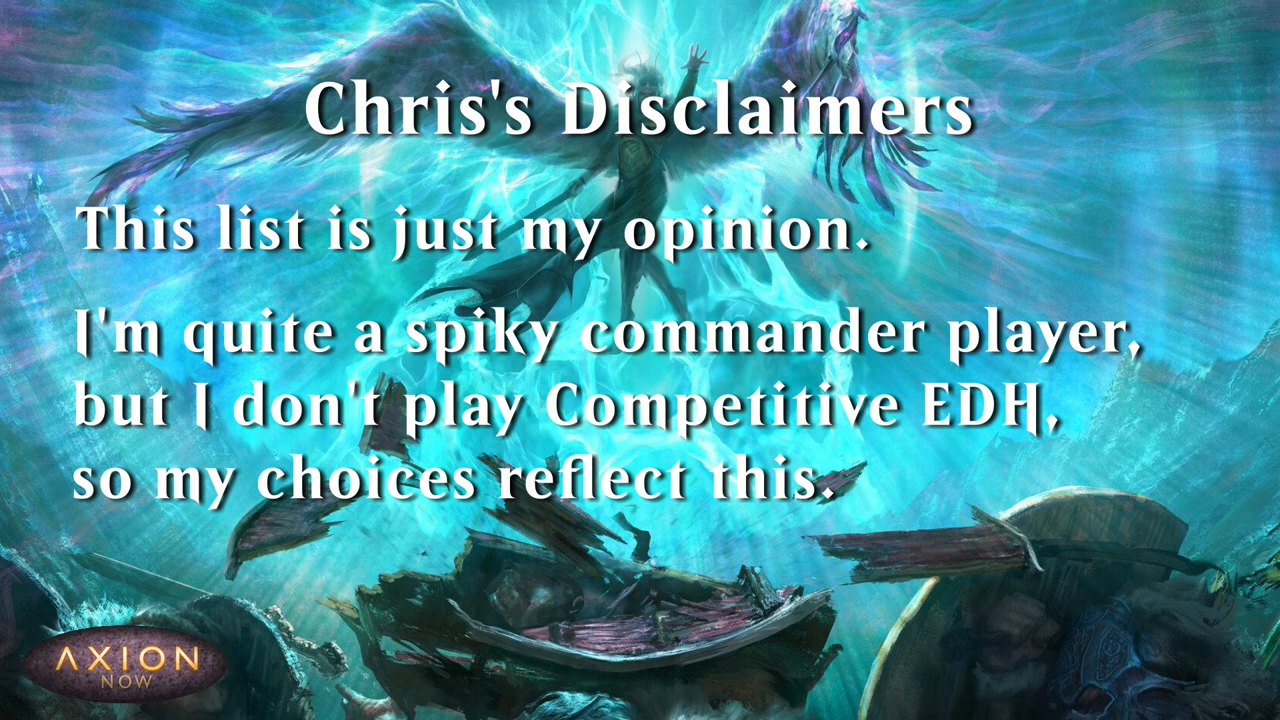 Chris's Disclaimers
This list is just my opinion.
I'm quite a spiky commander player,
but I don't play Competitive EDH,
so my choices reflect this.
AXION
NOW